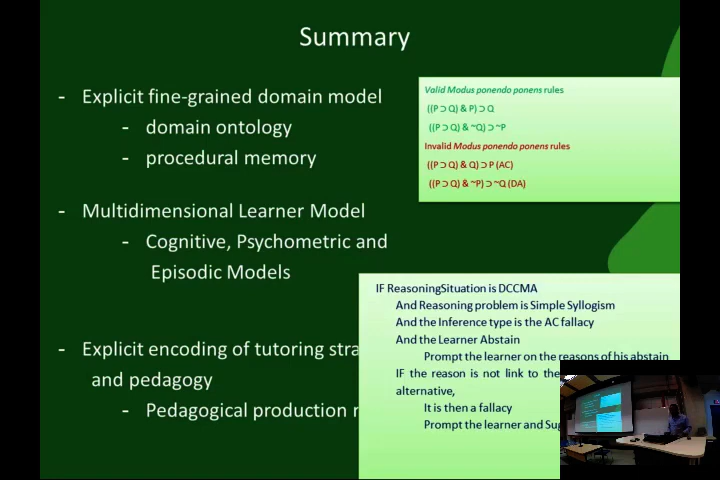 Summary
- Explicit fine-grained domain model
- domain ontology
- procedural memory
- Multidimensional Learner Model
- Cognitive, Psychometric and
Episodic Models
- Explicit encoding of tutoring stra
and pedagogy
- Pedagogical production r
Valid Modus ponendo ponens rules
((P ⊃ Q) & P) ⊃ Q
((P ⊃ Q) & ~Q) ⊃ ~P
Invalid Modus ponendo ponens rules
((P ⊃ Q) & Q) ⊃ P (AC)
((P ⊃ Q) & ~P) ⊃ ~Q (DA)
IF ReasoningSituation is DCCMA
And Reasoning problem is Simple Syllogism
And the Inference type is the AC fallacy
And the Learner Abstain
Prompt the learner on the reasons of his abstain
IF the reason is not link to the
alternative,
It is then a fallacy
Prompt the learner and Sug